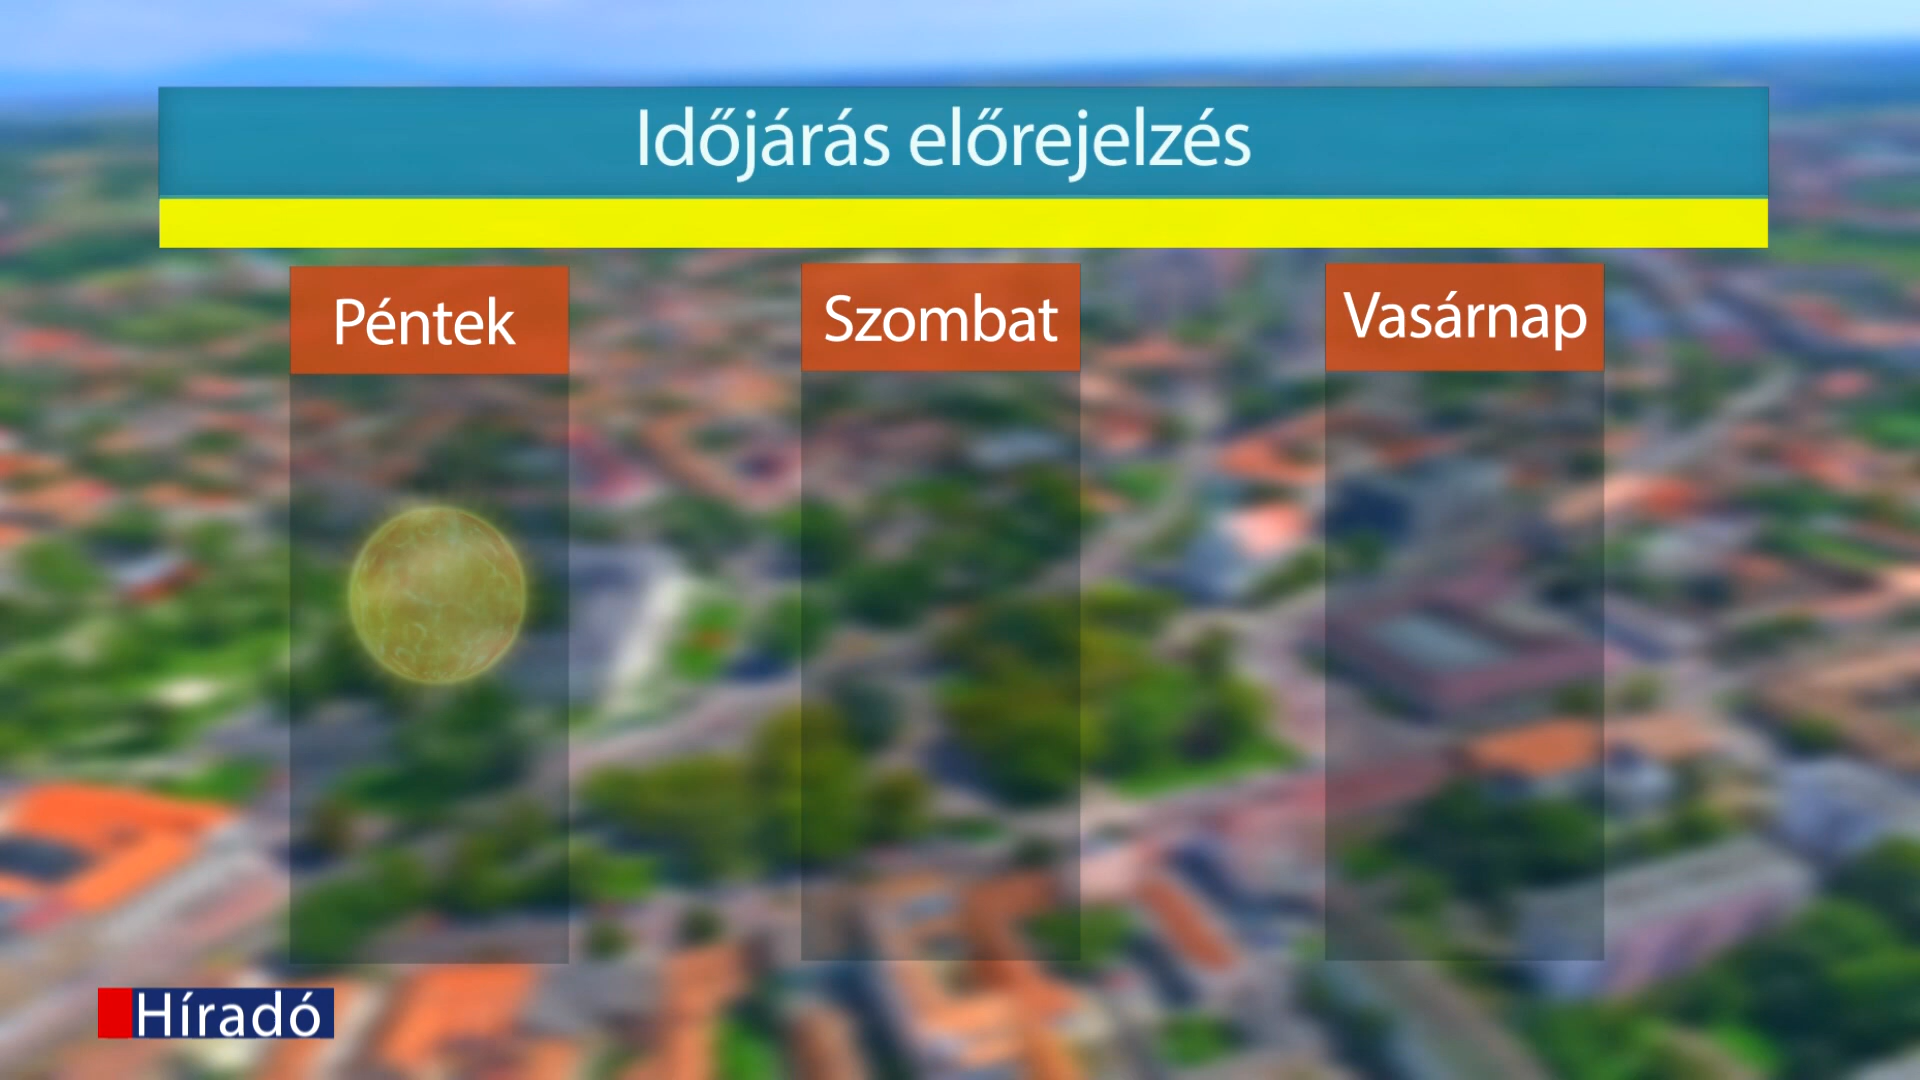 Időjárás előrejelzés
Péntek
Szombat
Vasárnap
Híradó